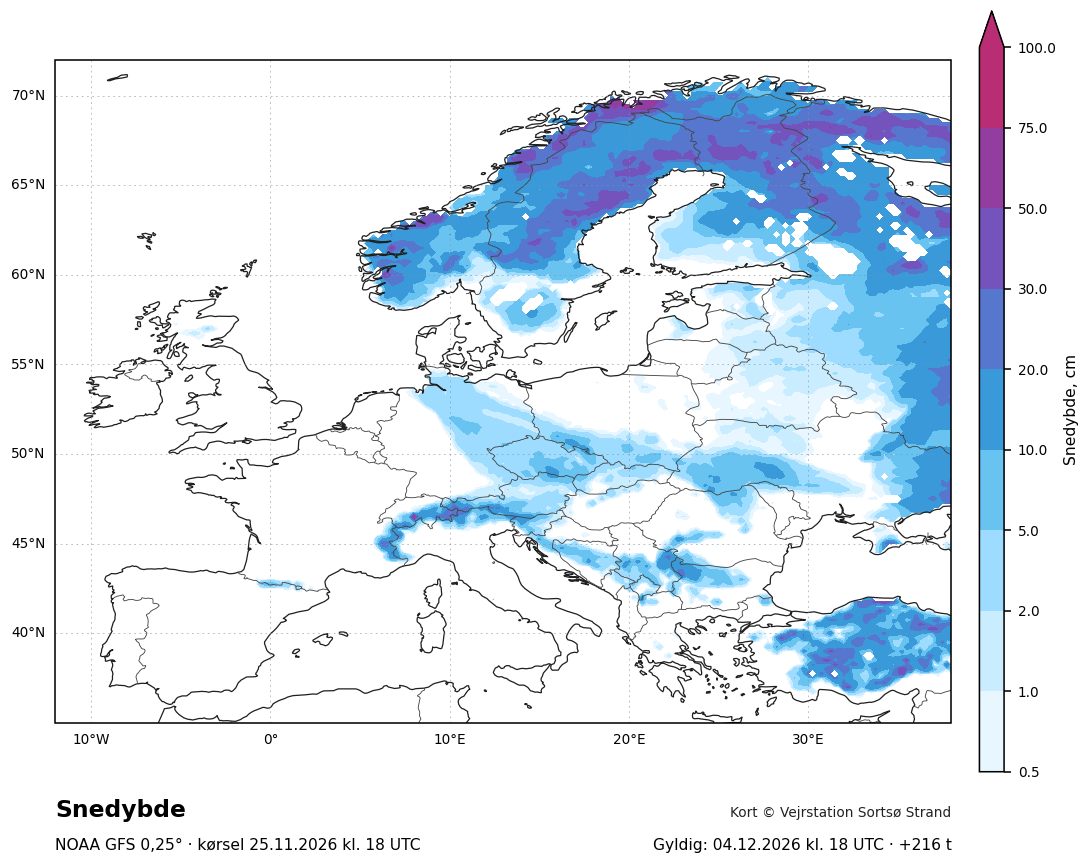 100.0
75.0
50.0
30.0
20.0
10.0
5.0
2.0
1.0
0.5
Snedybde, cm
70°N
65°N
60°N
55°N
50°N
45°N
40°N
10°W
0°
10°E
20°E
30°E
Snedybde
Kort © Vejrstation Sortsø Strand
NOAA GFS 0,25° · kørsel 25.11.2026 kl. 18 UTC
Gyldig: 04.12.2026 kl. 18 UTC · +216 t